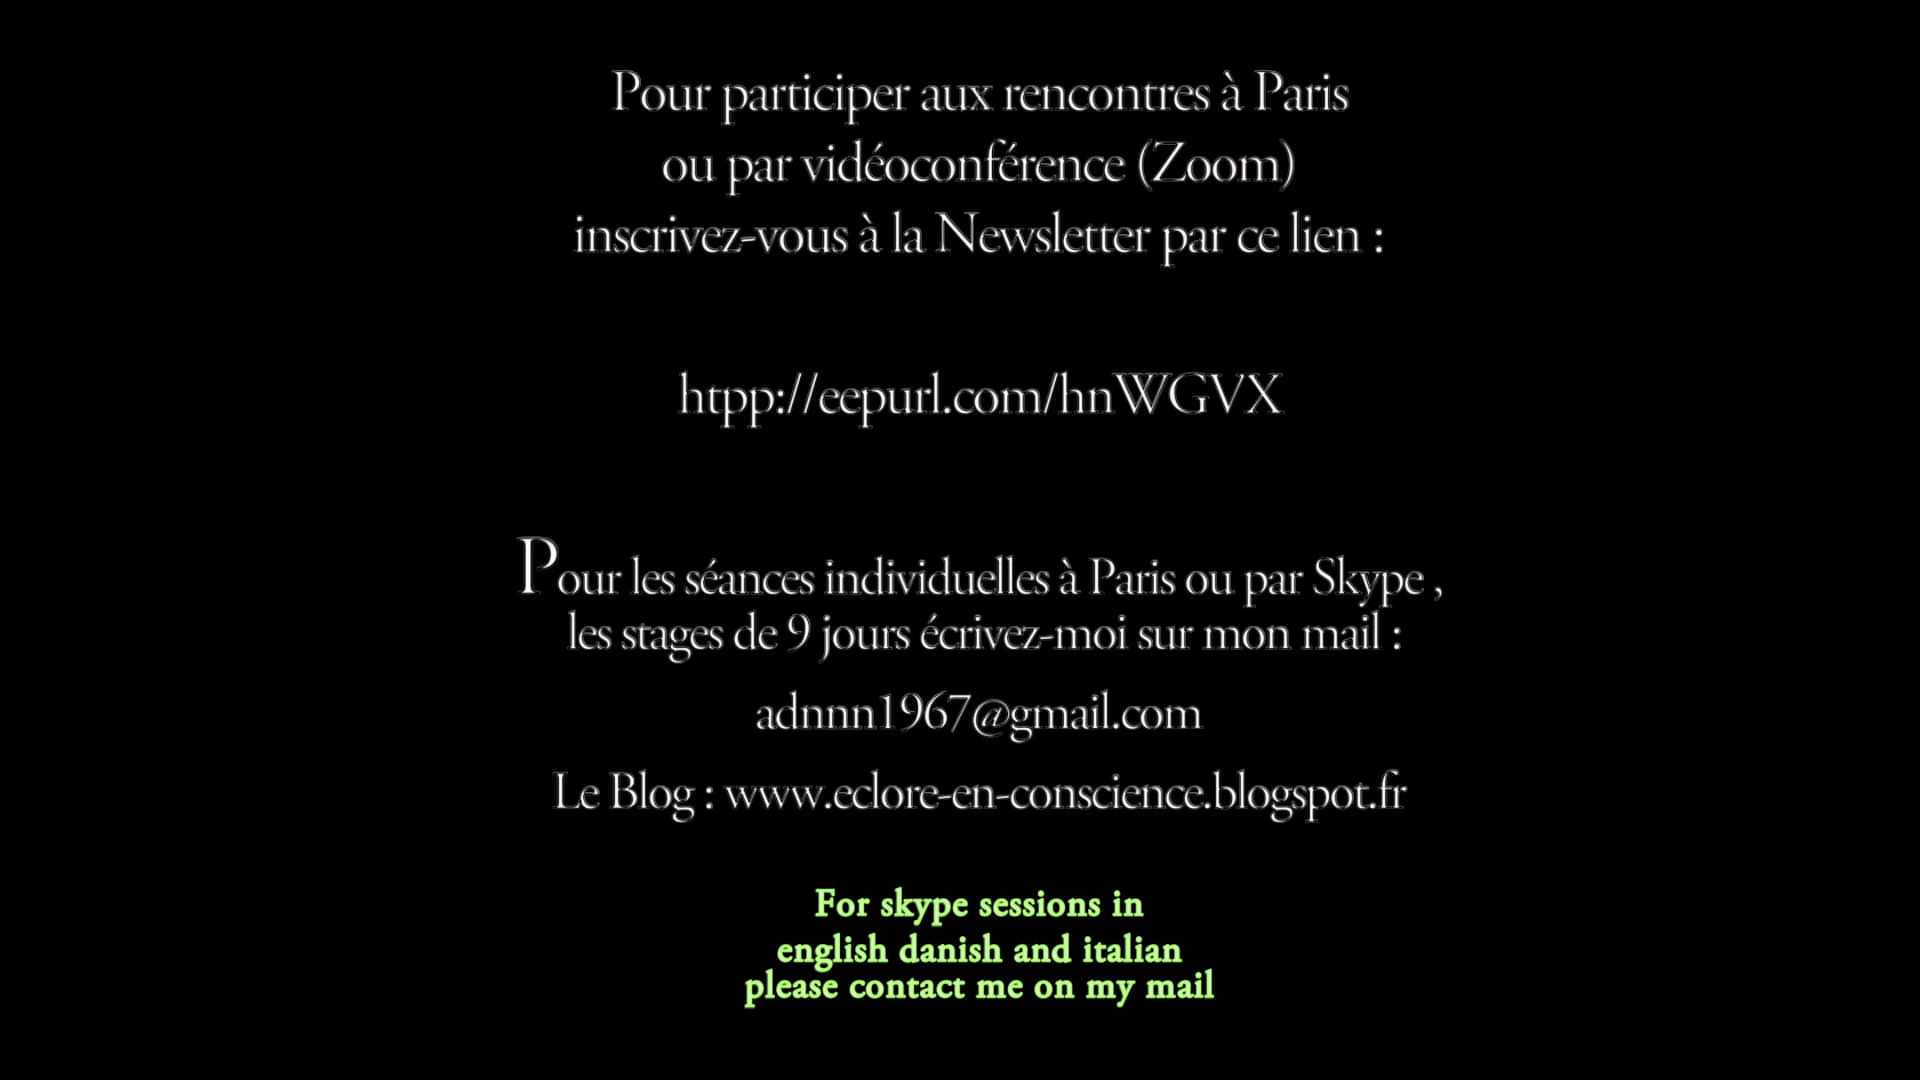 Pour participer aux rencontres à Paris
ou par vidéoconférence (Zoom)
inscrivez-vous à la Newsletter par ce lien :
htpp://eepurl.com/hnWGVX
Pour les séances individuelles à Paris ou par Skype ,
les stages de 9 jours écrivez-moi sur mon mail :
adnnn1967@gmail.com
Le Blog : www.eclore-en-conscience.blogspot.fr
For skype sessions in
english danish and italian
please contact me on my mail